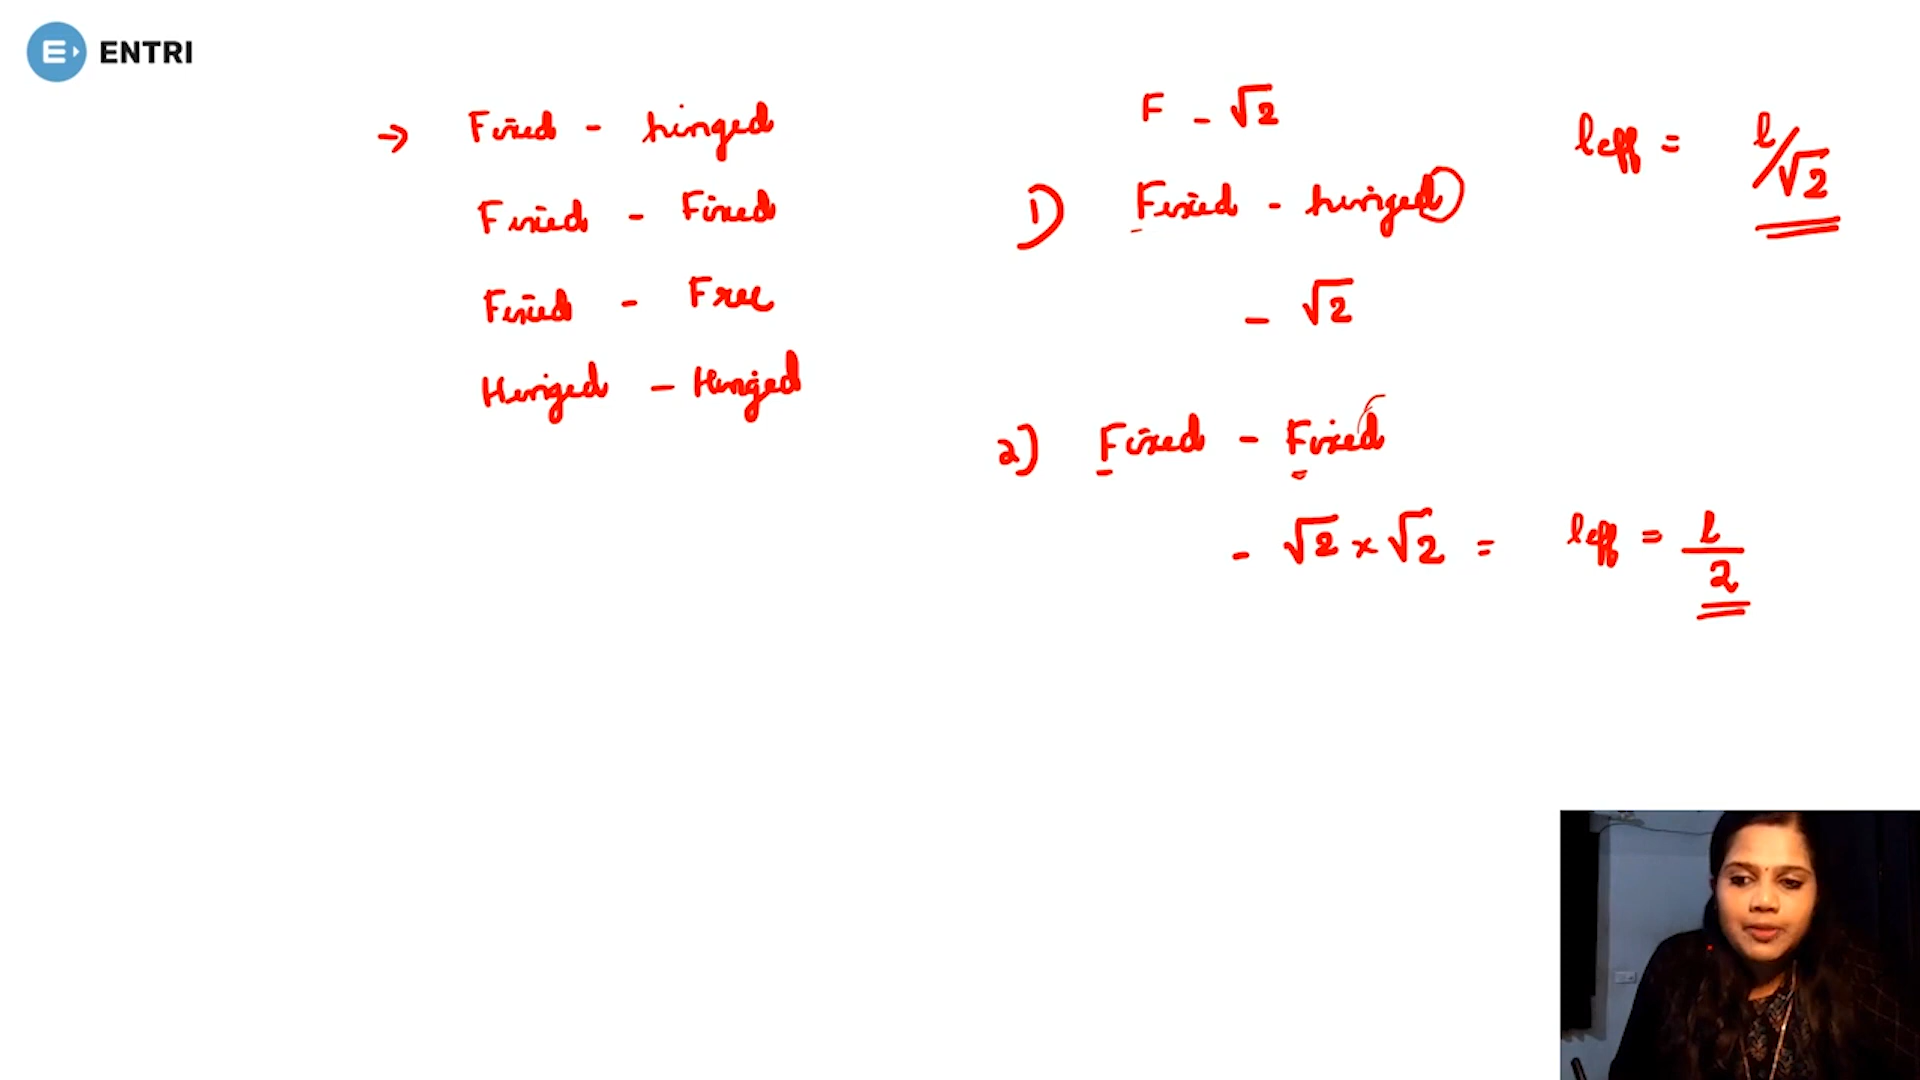 ENTRI
→ Fixed - hinged
Fixed - Fixed
Fixed - Free
Hinged - Hinged
F - √2
1) Fixed - hinged
- √2
leff = l/√2
2) Fixed - Fixed
- √2 × √2 = leff = l/2